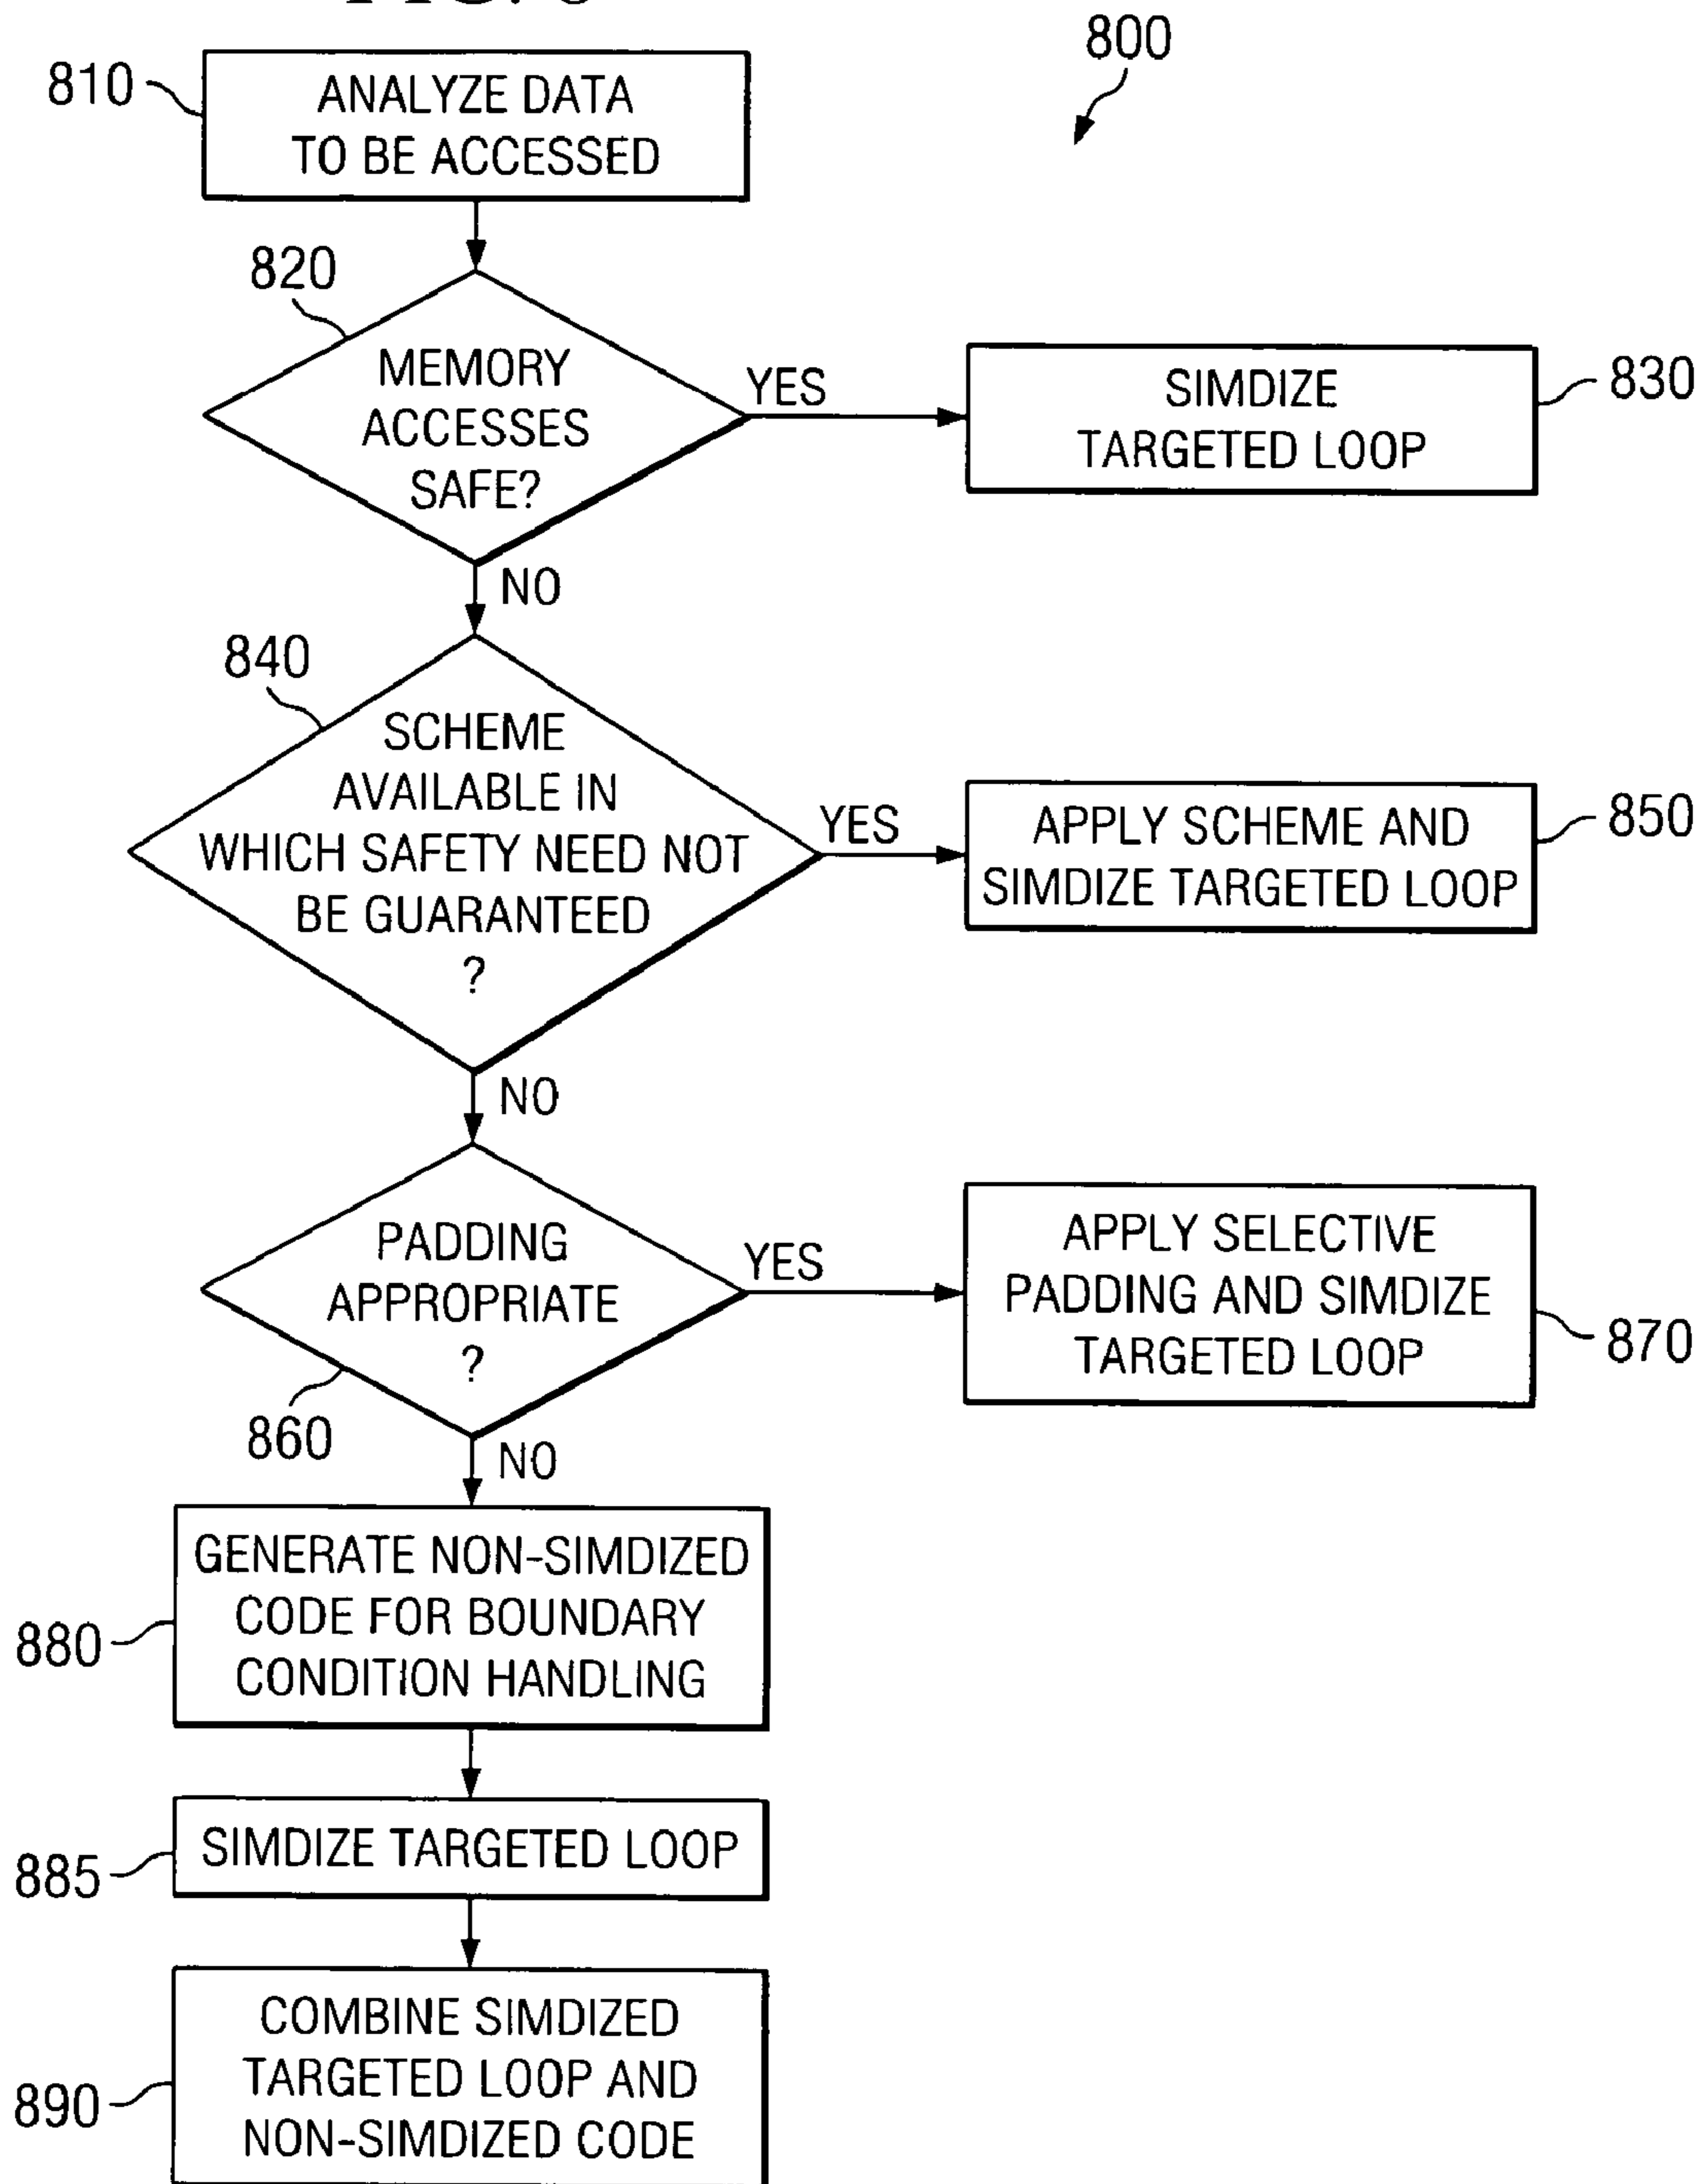 800
810
ANALYZE DATA
TO BE ACCESSED
820
MEMORY
ACCESSES
SAFE?
YES
SIMDIZE
TARGETED LOOP
830
NO
840
SCHEME
AVAILABLE IN
WHICH SAFETY NEED NOT
BE GUARANTEED
?
YES
APPLY SCHEME AND
SIMDIZE TARGETED LOOP
850
NO
PADDING
APPROPRIATE
?
860
YES
APPLY SELECTIVE
PADDING AND SIMDIZE
TARGETED LOOP
870
NO
GENERATE NON-SIMDIZED
CODE FOR BOUNDARY
CONDITION HANDLING
880
SIMDIZE TARGETED LOOP
885
COMBINE SIMDIZED
TARGETED LOOP AND
NON-SIMDIZED CODE
890